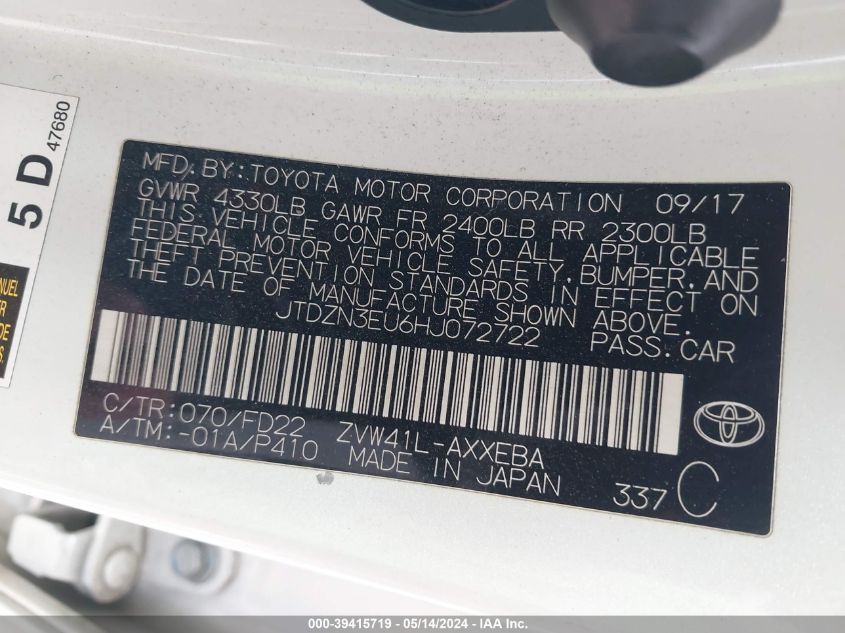 5 D 47680
NUEL
ER
DE
S
MFD. BY: TOYOTA MOTOR CORPORATION 09/17
GVWR 4330LB GAWR FR 2400LB RR 2300LB
THIS VEHICLE CONFORMS TO ALL APPLICABLE
FEDERAL MOTOR VEHICLE SAFETY, BUMPER, AND
THEFT PREVENTION STANDARDS IN EFFECT ON
THE DATE OF MANUFACTURE SHOWN ABOVE.
JTDZN3EU6HJ072722 PASS. CAR
C/TR: 070/FD22 ZVW41L-AXXEBA
A/TM: -01A/P410 MADE IN JAPAN
337 C
000-39415719 - 05/14/2024 - IAA Inc.